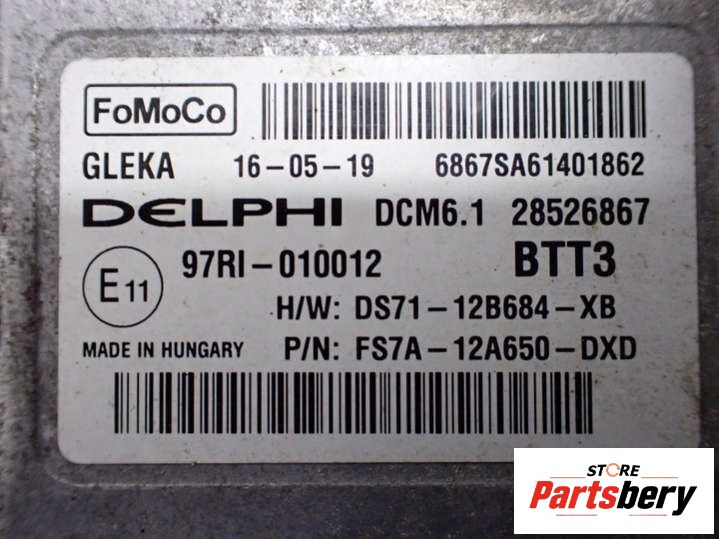 FoMoCo
GLEKA 16-05-19 6867SA61401862
DELPHI DCM6.1 28526867
E11 97RI-010012 BTT3
H/W: DS71-12B684-XB
MADE IN HUNGARY P/N: FS7A-12A650-DXD
STORE
Partsbery